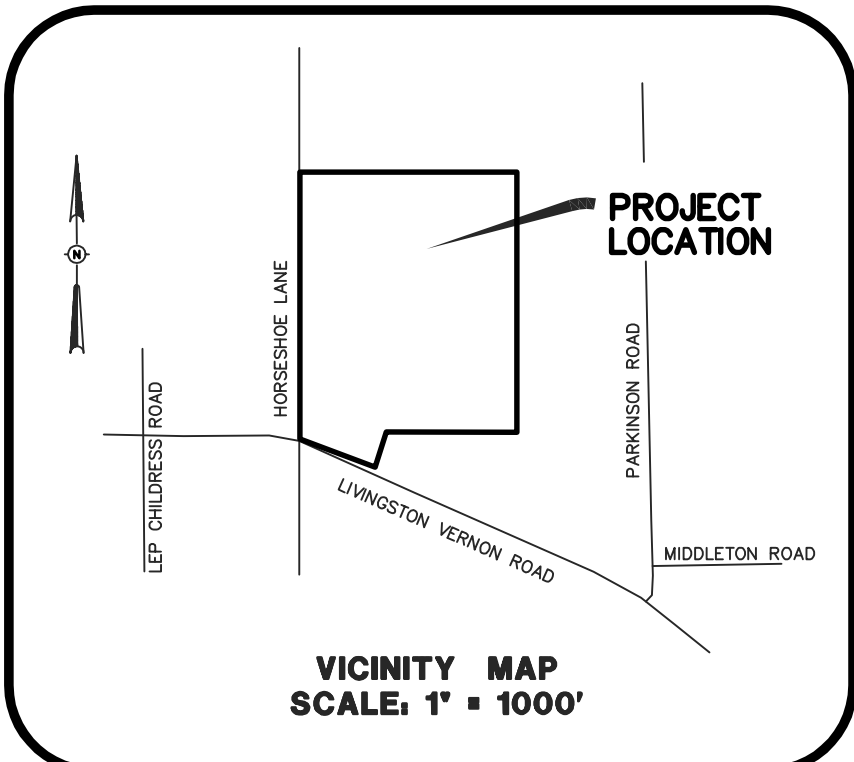 PROJECT
LOCATION
N
HORSESHOE LANE
PARKINSON ROAD
LEP CHILDRESS ROAD
LIVINGSTON VERNON ROAD
MIDDLETON ROAD
VICINITY MAP
SCALE: 1" = 1000'